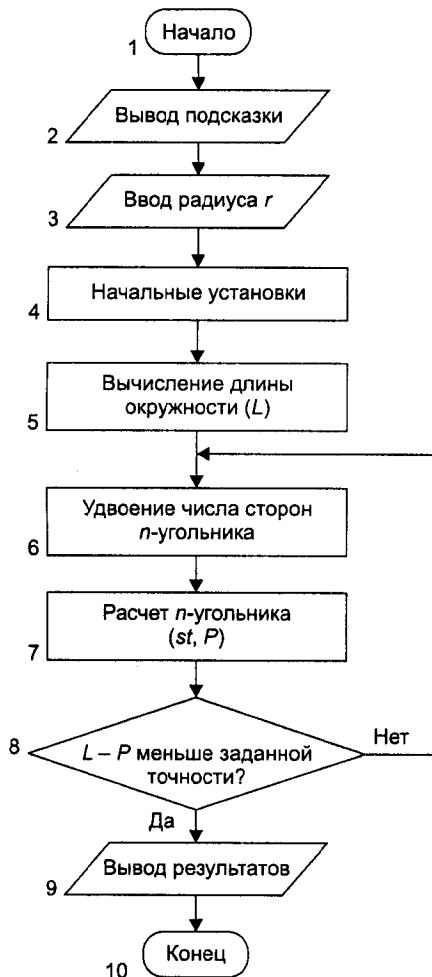 Начало
1
Вывод подсказки
2
Ввод радиуса r
3
Начальные установки
4
Вычисление длины
окружности (L)
5
Удвоение числа сторон
n-угольника
6
Расчет n-угольника
(st, P)
7
8
L – P меньше заданной
точности?
Нет
Да
Вывод результатов
9
Конец
10